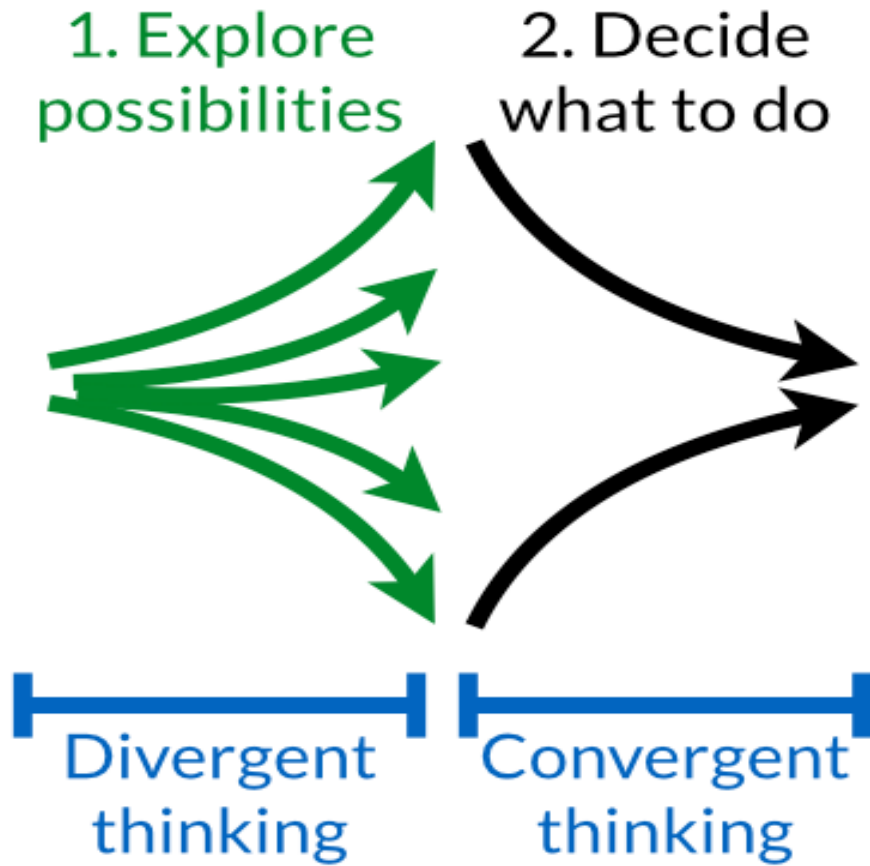 1. Explore
possibilities
2. Decide
what to do
Divergent
thinking
Convergent
thinking